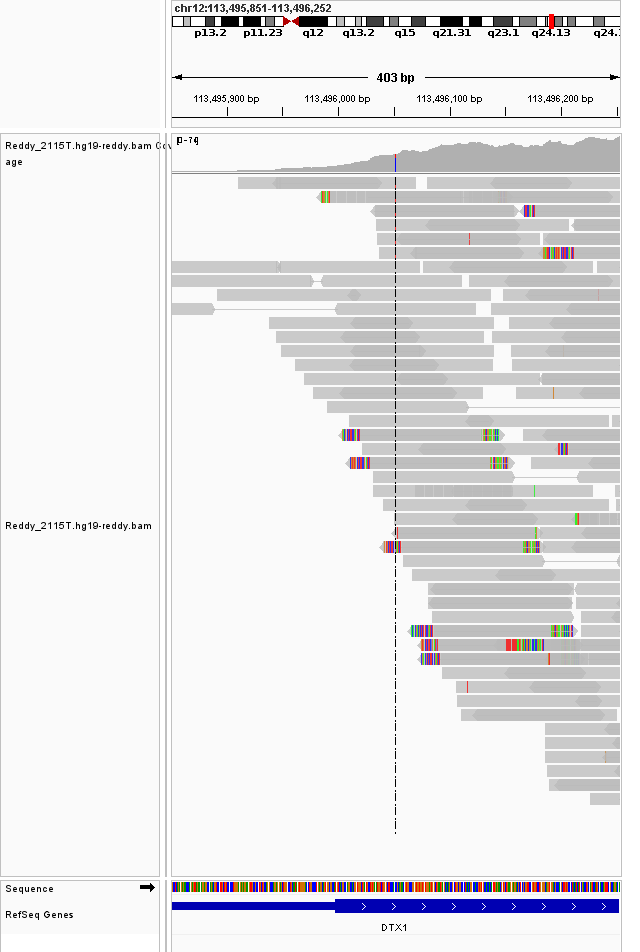 chr12:113,495,851-113,496,252
p13.2 p11.23 q12 q13.2 q15 q21.31 q23.1 q24.13
403 bp
113,495,900 bp 113,496,000 bp 113,496,100 bp 113,496,200 bp
Reddy_2115T.hg19-reddy.bam
age
[0-74]
Reddy_2115T.hg19-reddy.bam
Sequence
RefSeq Genes
DTX1